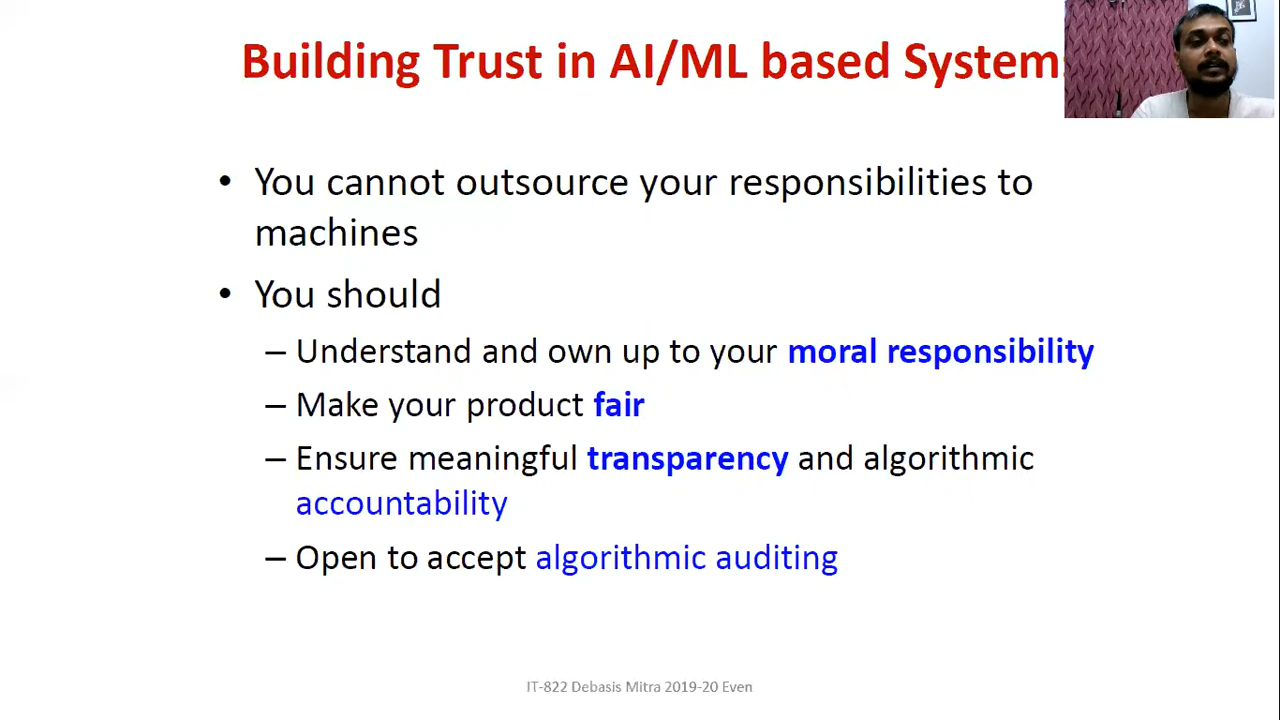 Building Trust in AI/ML based System
• You cannot outsource your responsibilities to
machines
• You should
– Understand and own up to your moral responsibility
– Make your product fair
– Ensure meaningful transparency and algorithmic
accountability
– Open to accept algorithmic auditing
IT-822 Debasis Mitra 2019-20 Even